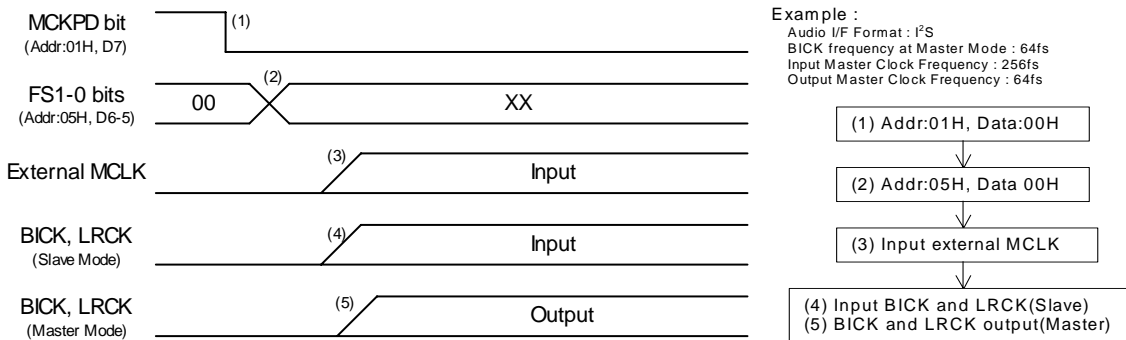 MCKPD bit
(Addr:01H, D7)
(1)
FS1-0 bits
(Addr:05H, D6-5)
00
(2)
XX
External MCLK
(3)
Input
BICK, LRCK
(Slave Mode)
(4)
Input
BICK, LRCK
(Master Mode)
(5)
Output
Example :
Audio I/F Format : I²S
BICK frequency at Master Mode : 64fs
Input Master Clock Frequency : 256fs
Output Master Clock Frequency : 64fs
(1) Addr:01H, Data:00H
(2) Addr:05H, Data 00H
(3) Input external MCLK
(4) Input BICK and LRCK(Slave)
(5) BICK and LRCK output(Master)